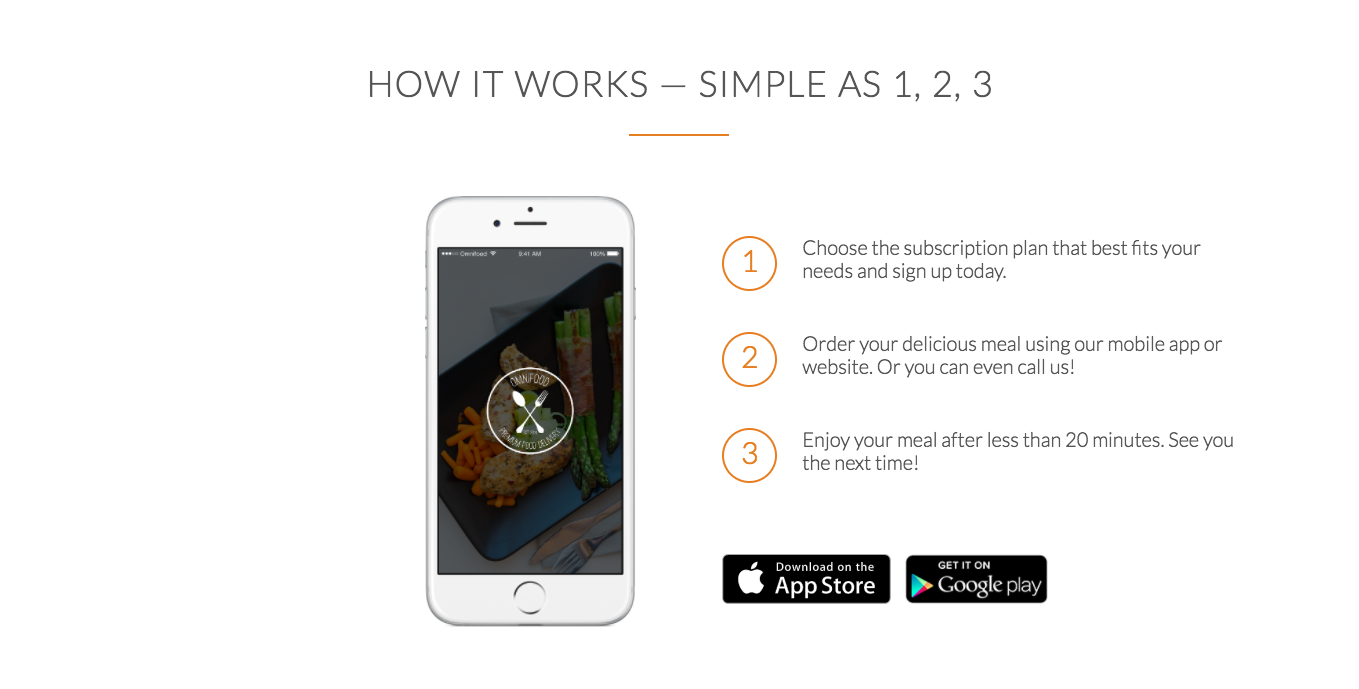 HOW IT WORKS — SIMPLE AS 1, 2, 3
Omnifood
9:41 AM
100%
OMNIFOOD
PREMIUM FOOD DELIVERY
1
Choose the subscription plan that best fits your
needs and sign up today.
2
Order your delicious meal using our mobile app or
website. Or you can even call us!
3
Enjoy your meal after less than 20 minutes. See you
the next time!
Download on the
App Store
GET IT ON
Google play